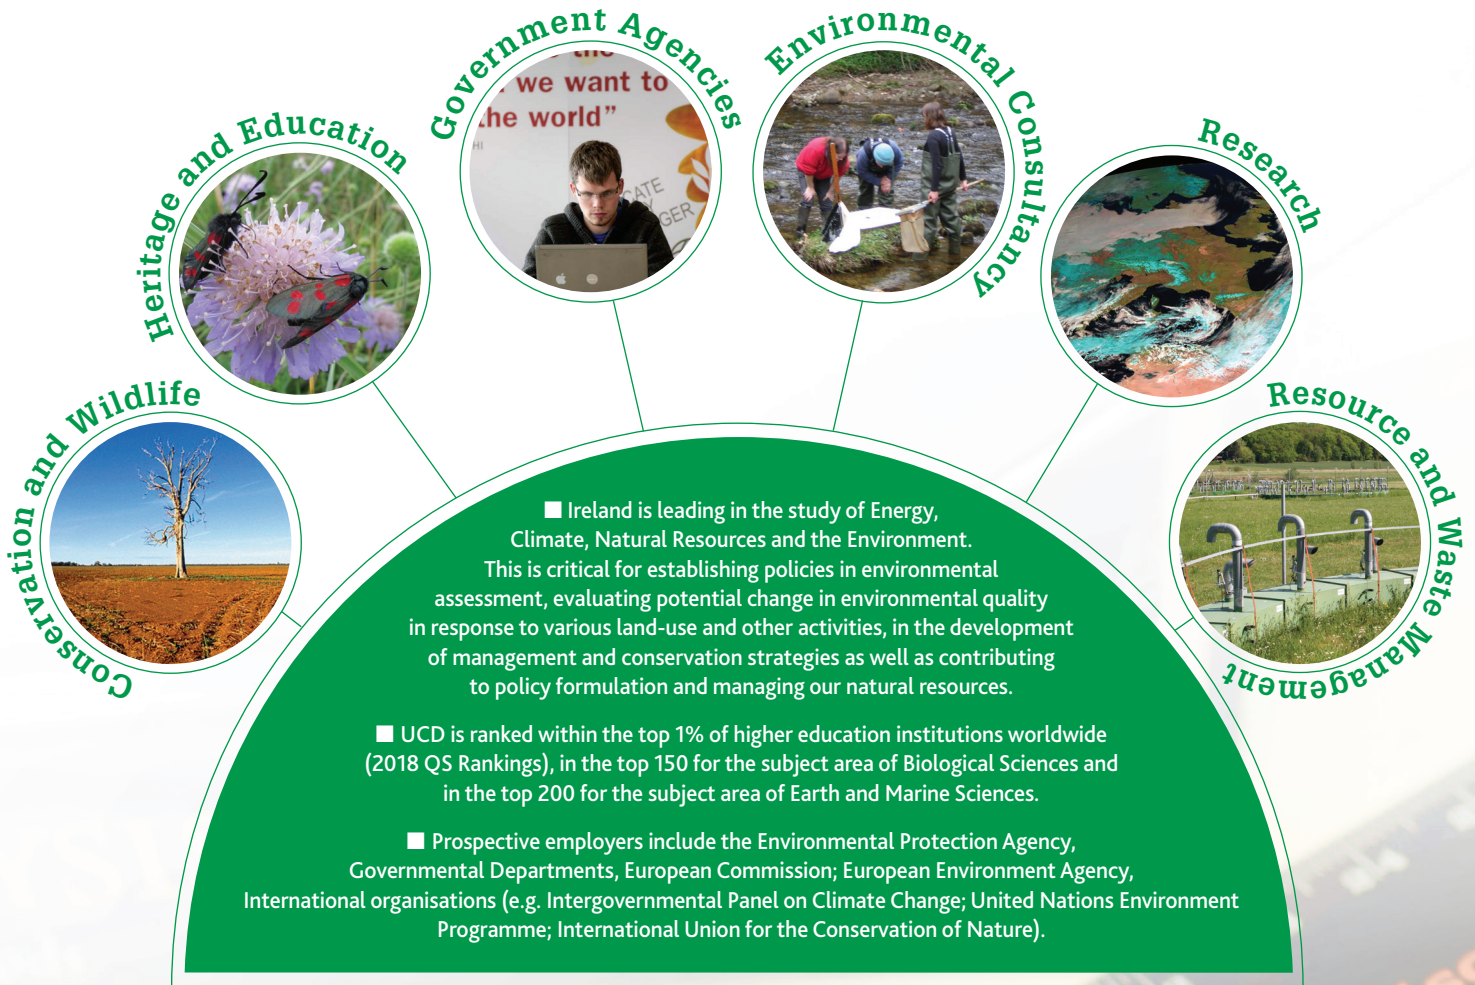 Conservation and Wildlife
Heritage and Education
Government Agencies
Environmental Consultancy
Research
Resource and Waste Management
the
we want to
the world”
HI
CATE
GER
■ Ireland is leading in the study of Energy,
Climate, Natural Resources and the Environment.
This is critical for establishing policies in environmental
assessment, evaluating potential change in environmental quality
in response to various land-use and other activities, in the development
of management and conservation strategies as well as contributing
to policy formulation and managing our natural resources.
■ UCD is ranked within the top 1% of higher education institutions worldwide
(2018 QS Rankings), in the top 150 for the subject area of Biological Sciences and
in the top 200 for the subject area of Earth and Marine Sciences.
■ Prospective employers include the Environmental Protection Agency,
Governmental Departments, European Commission; European Environment Agency,
International organisations (e.g. Intergovernmental Panel on Climate Change; United Nations Environment
Programme; International Union for the Conservation of Nature).